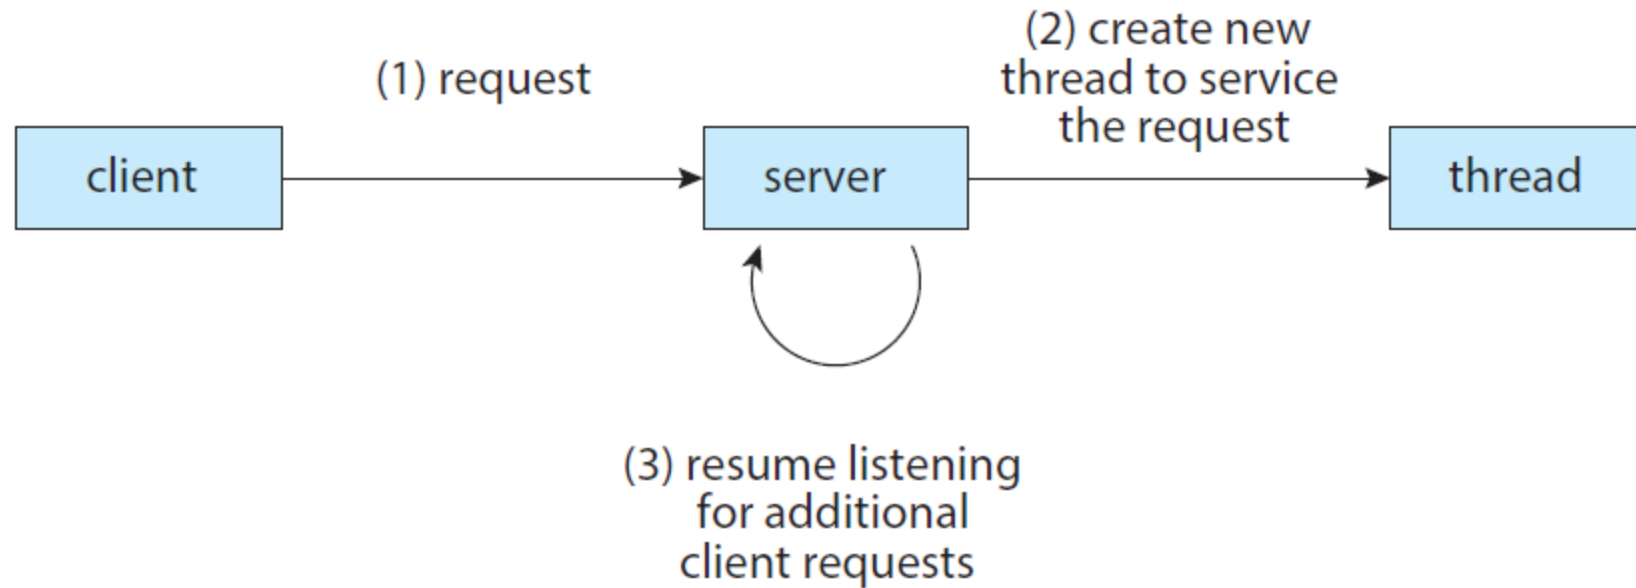 (1) request
(2) create new
thread to service
the request
client
server
thread
(3) resume listening
for additional
client requests